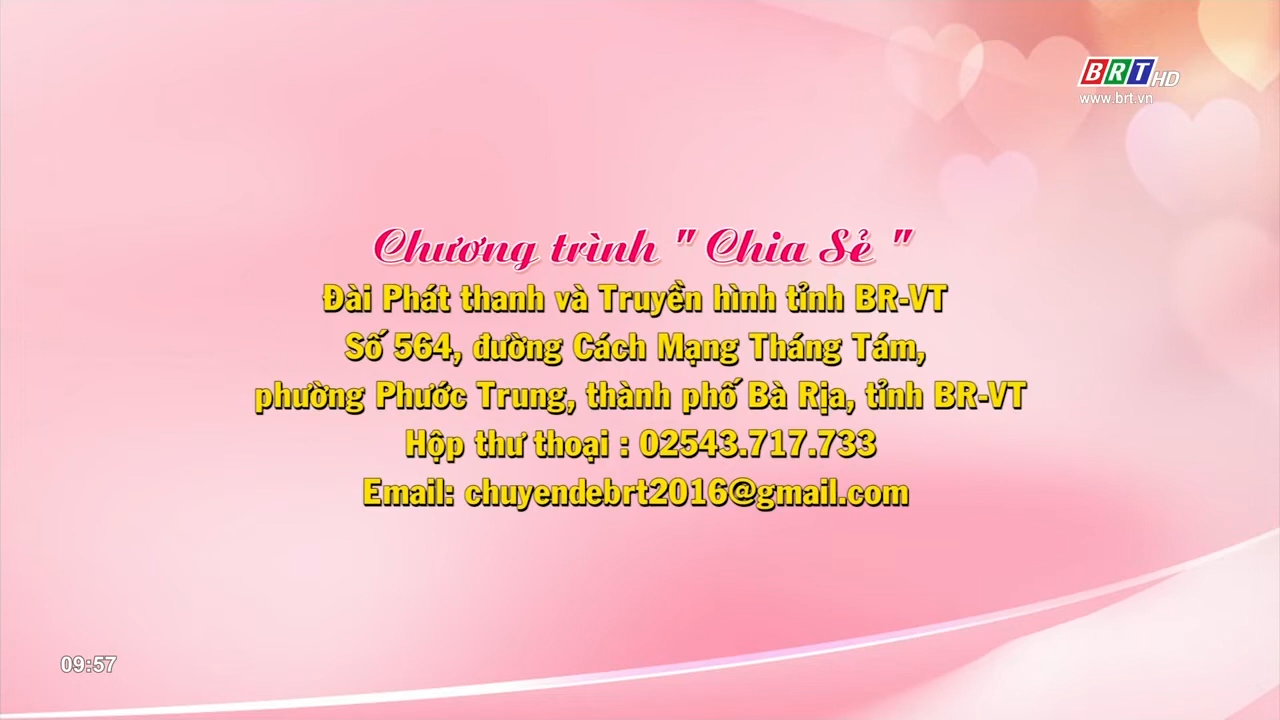 BRT HD
www.brt.vn
Chương trình " Chia Sẻ "
Đài Phát thanh và Truyền hình tỉnh BR-VT
Số 564, đường Cách Mạng Tháng Tám,
phường Phước Trung, thành phố Bà Rịa, tỉnh BR-VT
Hộp thư thoại : 02543.717.733
Email: chuyendebrt2016@gmail.com
09:57